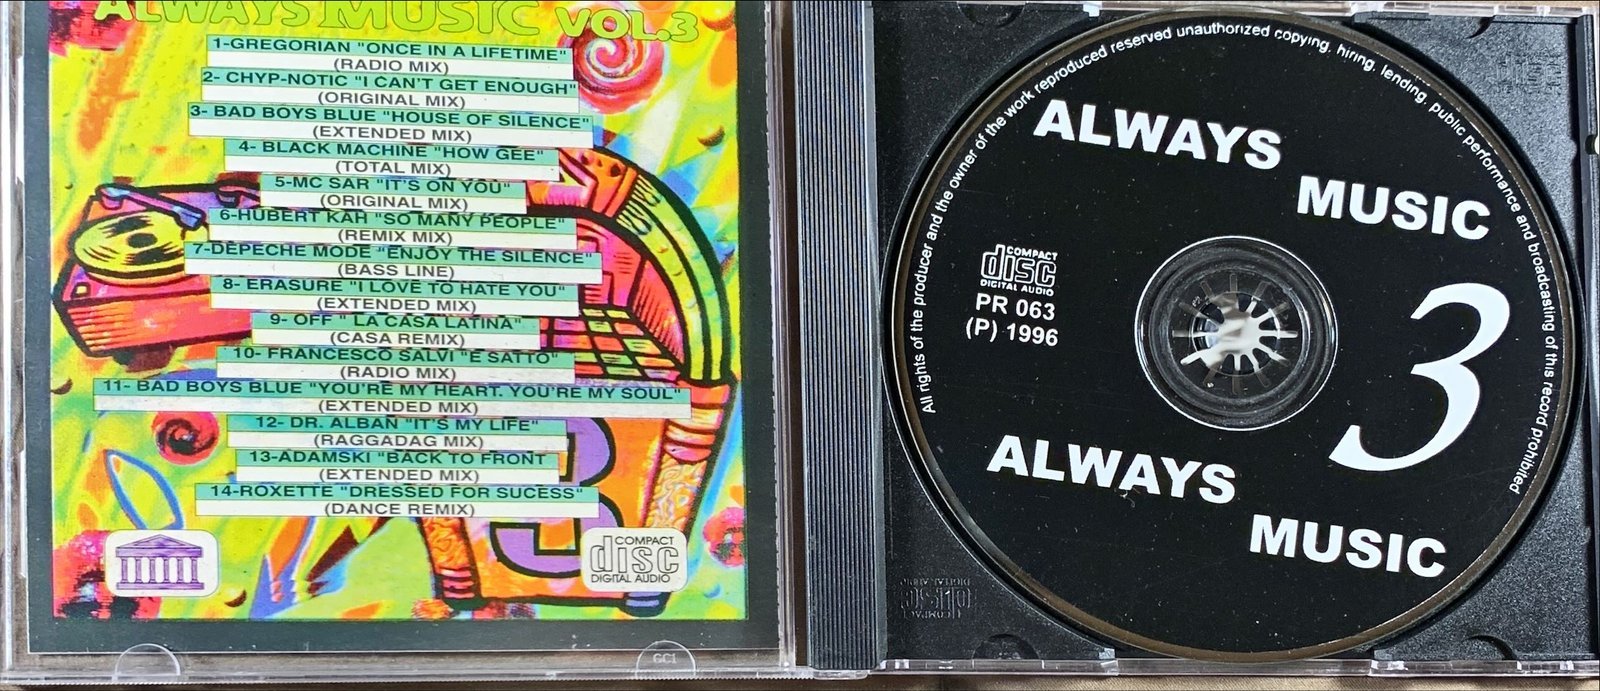 ALWAYS MUSIC VOL.3
1-GREGORIAN "ONCE IN A LIFETIME"
(RADIO MIX)
2- CHYP-NOTIC "I CAN'T GET ENOUGH"
(ORIGINAL MIX)
3- BAD BOYS BLUE "HOUSE OF SILENCE"
(EXTENDED MIX)
4- BLACK MACHINE "HOW GEE"
(TOTAL MIX)
5-MC SAR "IT'S ON YOU"
(ORIGINAL MIX)
6-HUBERT KAH "SO MANY PEOPLE"
(REMIX MIX)
7-DEPECHE MODE "ENJOY THE SILENCE"
(BASS LINE)
8- ERASURE "I LOVE TO HATE YOU"
(EXTENDED MIX)
9- OFF " LA CASA LATINA"
(CASA REMIX)
10- FRANCESCO SALVI "E SATTO"
(RADIO MIX)
11- BAD BOYS BLUE "YOU'RE MY HEART. YOU'RE MY SOUL"
(EXTENDED MIX)
12- DR. ALBAN "IT'S MY LIFE"
(RAGGADAG MIX)
13-ADAMSKI "BACK TO FRONT
(EXTENDED MIX)
14-ROXETTE "DRESSED FOR SUCESS"
(DANCE REMIX)
COMPACT
disc
DIGITAL AUDIO
GC1
All rights of the producer and the owner of the work reproduced reserved unauthorized copying, hiring, lending, public performance and broadcasting of this record prohibited
ALWAYS
MUSIC
COMPACT
disc
DIGITAL AUDIO
PR 063
(P) 1996
3
ALWAYS
MUSIC
COMPACT
disc
DIGITAL AUDIO